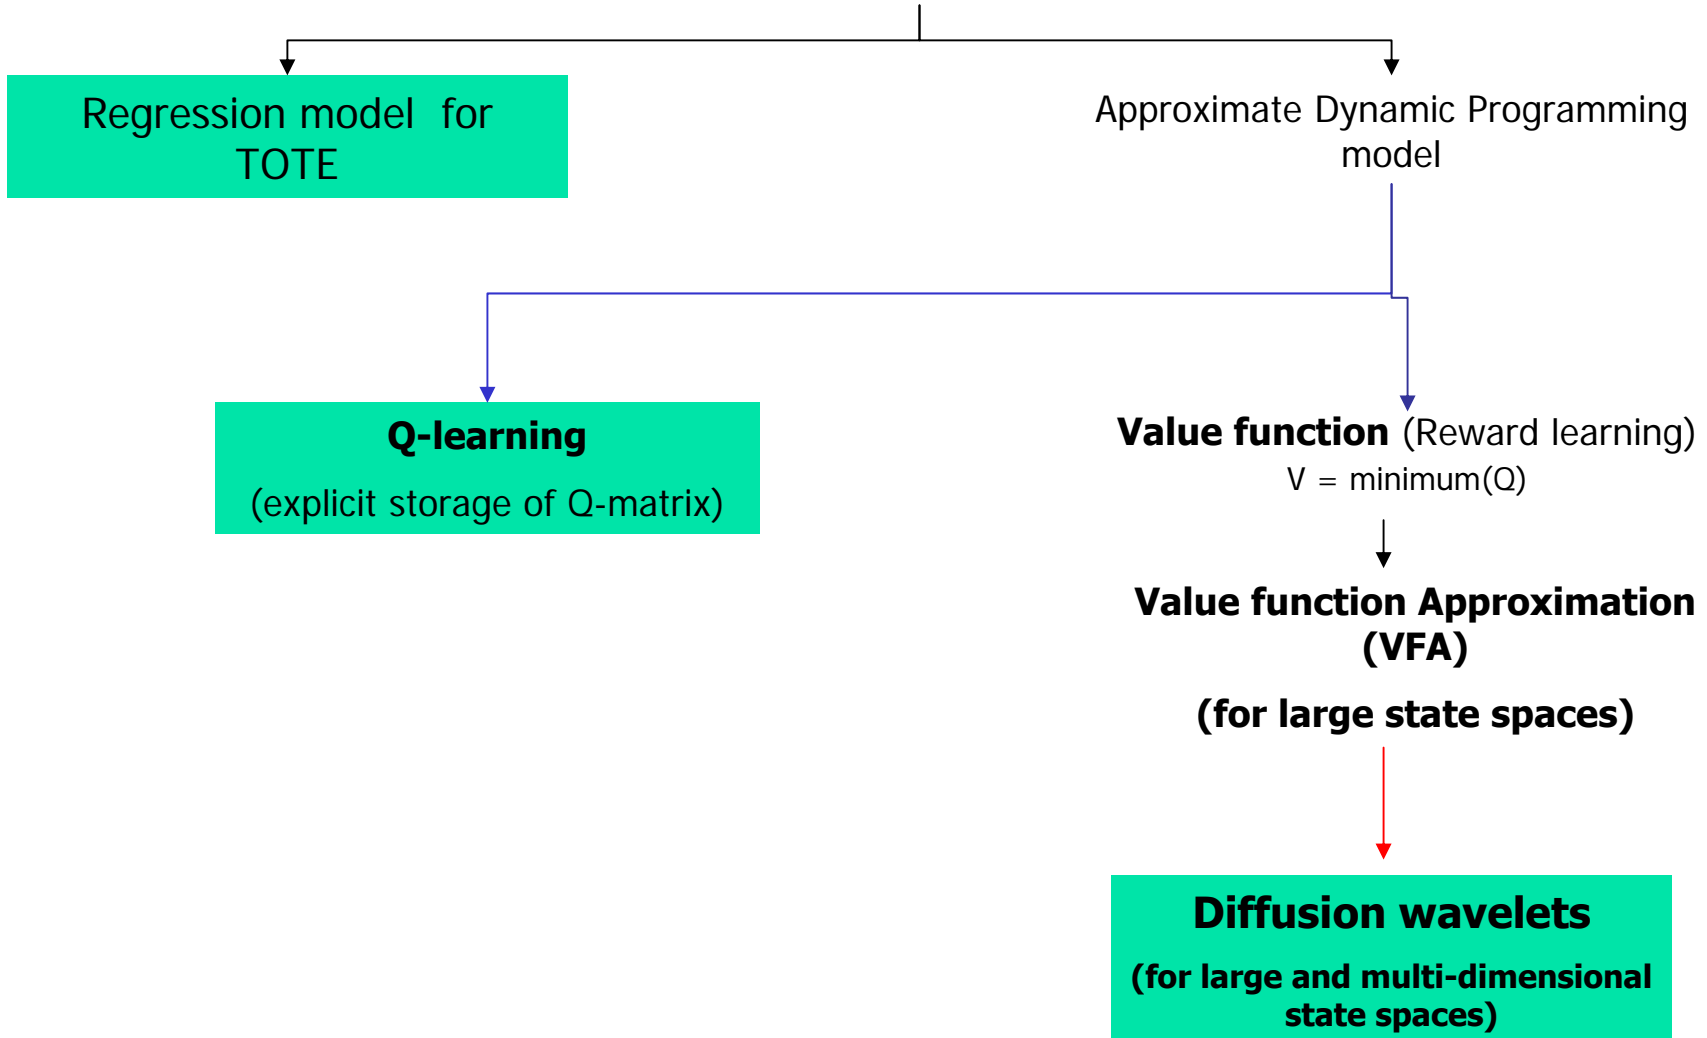 Regression model for
TOTE
Approximate Dynamic Programming
model
Q-learning
(explicit storage of Q-matrix)
Value function (Reward learning)
V = minimum(Q)
Value function Approximation
(VFA)
(for large state spaces)
Diffusion wavelets
(for large and multi-dimensional
state spaces)